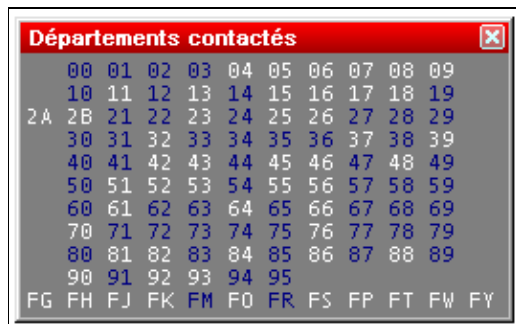 Départements contactés
00 01 02 03 04 05 06 07 08 09
10 11 12 13 14 15 16 17 18 19
2A 2B 21 22 23 24 25 26 27 28 29
30 31 32 33 34 35 36 37 38 39
40 41 42 43 44 45 46 47 48 49
50 51 52 53 54 55 56 57 58 59
60 61 62 63 64 65 66 67 68 69
70 71 72 73 74 75 76 77 78 79
80 81 82 83 84 85 86 87 88 89
90 91 92 93 94 95
FG FH FJ FK FM FO FR FS FP FT FW FY